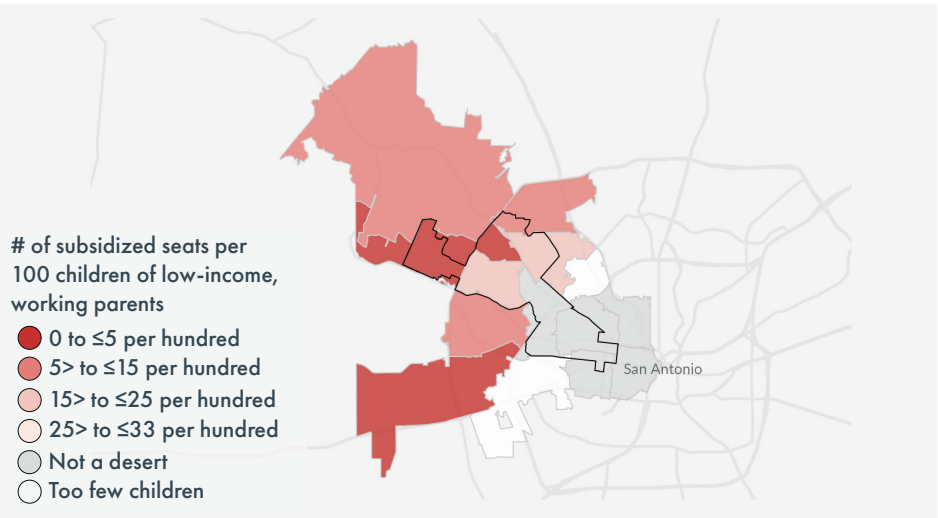 # of subsidized seats per
100 children of low-income,
working parents
0 to ≤5 per hundred
5> to ≤15 per hundred
15> to ≤25 per hundred
25> to ≤33 per hundred
Not a desert
Too few children
San Antonio